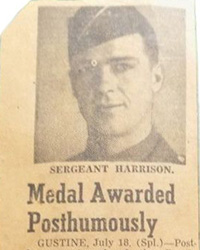 SERGEANT HARRISON.
Medal Awarded
Posthumously
GUSTINE, July 18. (Spl.)—Post-